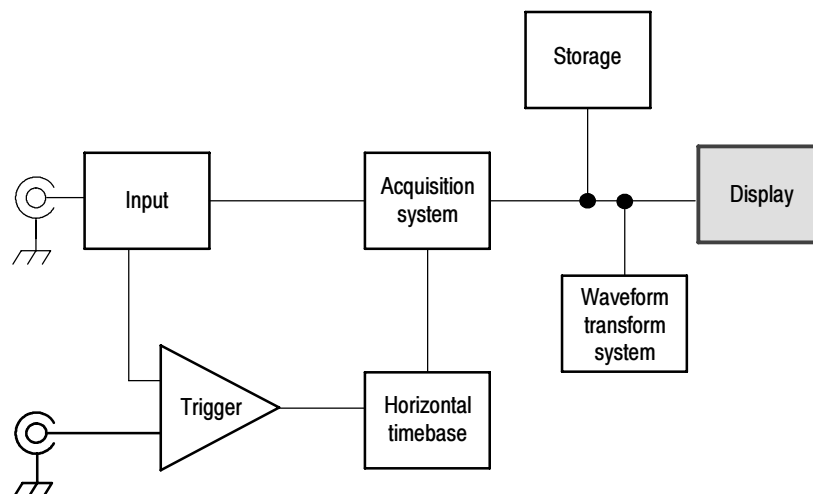 Storage
Input
Acquisition
system
Display
Waveform
transform
system
Trigger
Horizontal
timebase